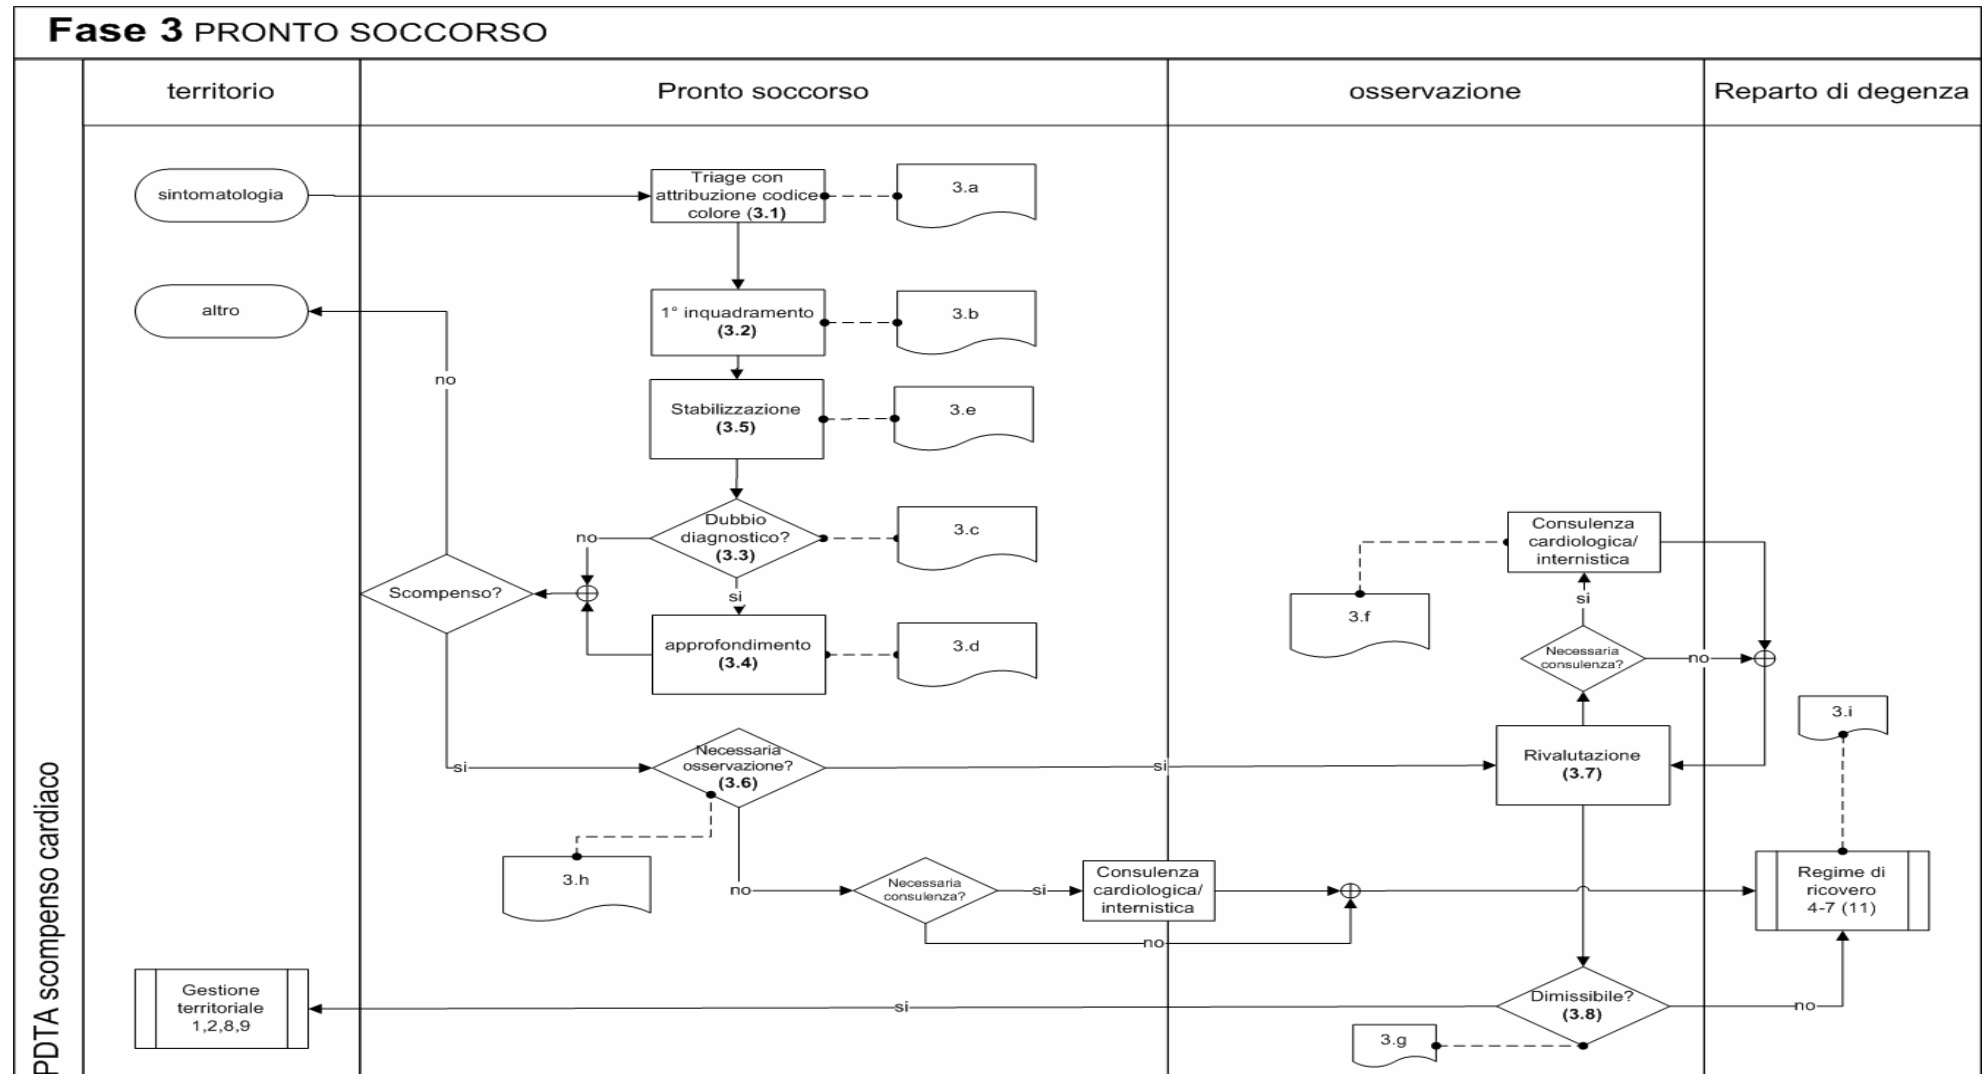 Fase 3 PRONTO SOCCORSO
territorio
Pronto soccorso
osservazione
Reparto di degenza
PDTA scompenso cardiaco
sintomatologia
Triage con
attribuzione codice
colore (3.1)
3.a
altro
1° inquadramento
(3.2)
3.b
no
Stabilizzazione
(3.5)
3.e
Dubbio
diagnostico?
(3.3)
3.c
no
si
Scompenso?
approfondimento
(3.4)
3.d
Consulenza
cardiologica/
internistica
si
3.f
Necessaria
consulenza?
no
3.i
si
Necessaria
osservazione?
(3.6)
si
Rivalutazione
(3.7)
3.h
no
Necessaria
consulenza?
si
Consulenza
cardiologica/
internistica
no
Regime di
ricovero
4-7 (11)
Gestione
territoriale
1,2,8,9
si
Dimissibile?
(3.8)
no
3.g